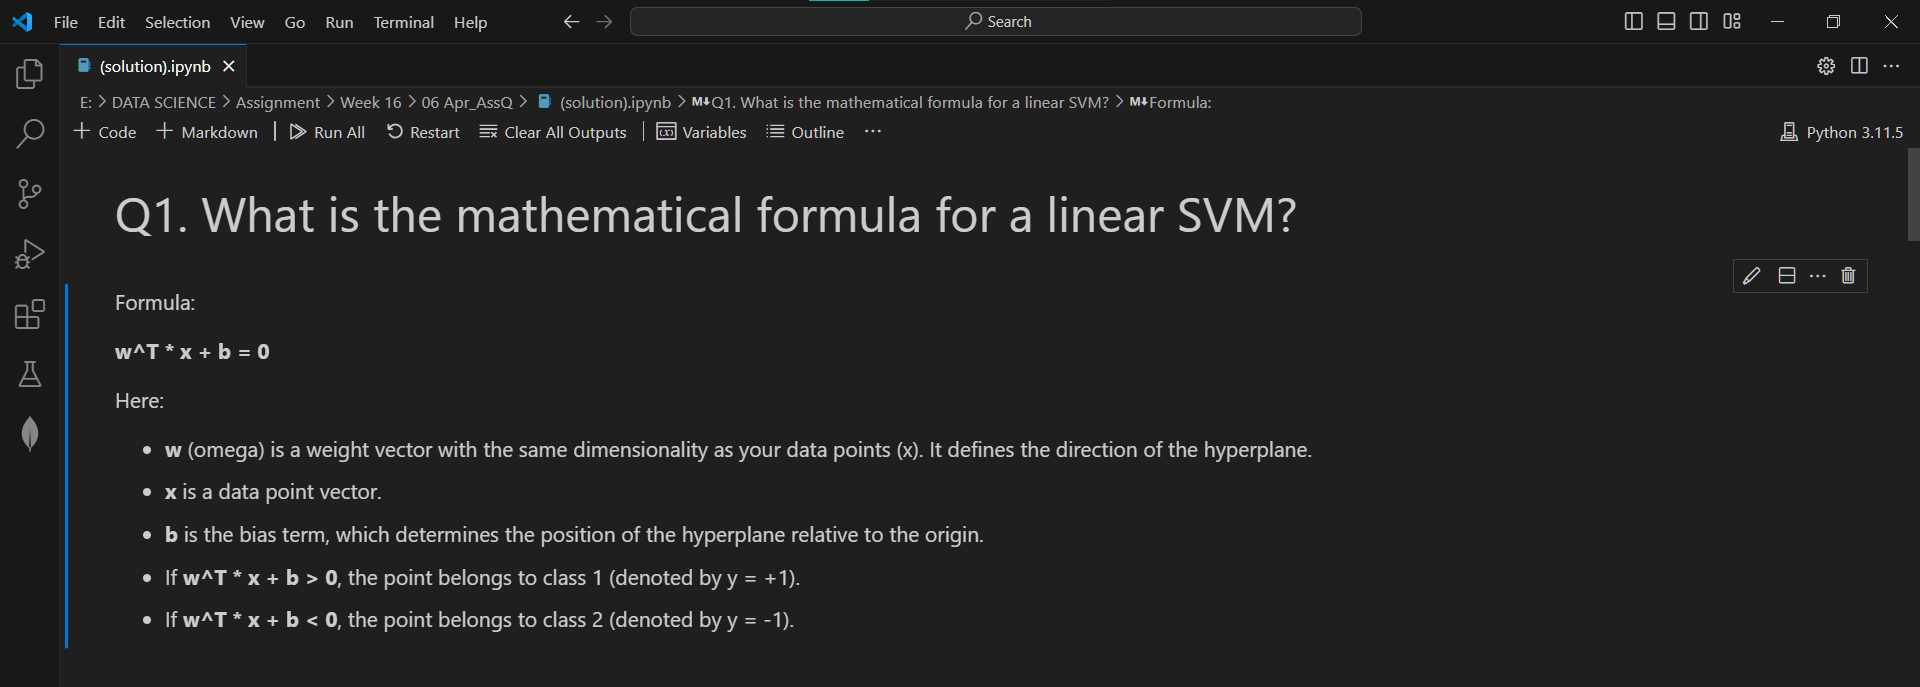 File Edit Selection View Go Run Terminal Help Search
(solution).ipynb
E: > DATA SCIENCE > Assignment > Week 16 > 06 Apr_AssQ > (solution).ipynb > M↓Q1. What is the mathematical formula for a linear SVM? > M↓Formula:
+ Code + Markdown | Run All Restart Clear All Outputs | (x) Variables Outline ··· Python 3.11.5
Q1. What is the mathematical formula for a linear SVM?
Formula:
w^T * x + b = 0
Here:
• w (omega) is a weight vector with the same dimensionality as your data points (x). It defines the direction of the hyperplane.
• x is a data point vector.
• b is the bias term, which determines the position of the hyperplane relative to the origin.
• If w^T * x + b > 0, the point belongs to class 1 (denoted by y = +1).
• If w^T * x + b < 0, the point belongs to class 2 (denoted by y = -1).